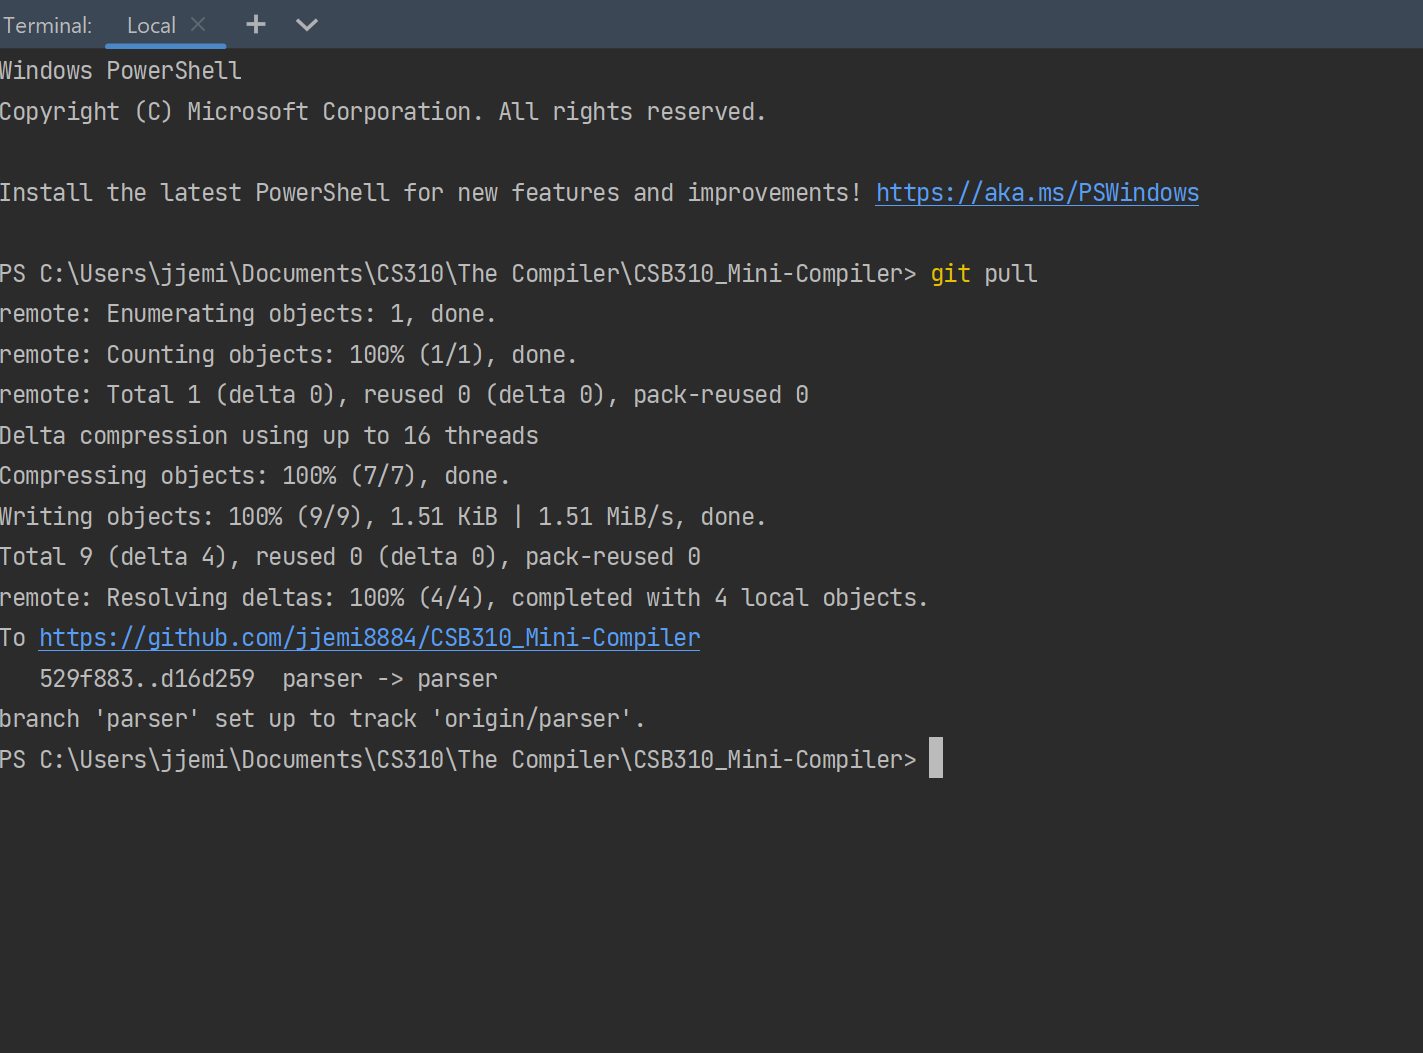 Terminal: Local
Windows PowerShell
Copyright (C) Microsoft Corporation. All rights reserved.
Install the latest PowerShell for new features and improvements! https://aka.ms/PSWindows
PS C:\Users\jjemi\Documents\CS310\The Compiler\CSB310_Mini-Compiler> git pull
remote: Enumerating objects: 1, done.
remote: Counting objects: 100% (1/1), done.
remote: Total 1 (delta 0), reused 0 (delta 0), pack-reused 0
Delta compression using up to 16 threads
Compressing objects: 100% (7/7), done.
Writing objects: 100% (9/9), 1.51 KiB | 1.51 MiB/s, done.
Total 9 (delta 4), reused 0 (delta 0), pack-reused 0
remote: Resolving deltas: 100% (4/4), completed with 4 local objects.
To https://github.com/jjemi8884/CSB310_Mini-Compiler
   529f883..d16d259  parser -> parser
branch 'parser' set up to track 'origin/parser'.
PS C:\Users\jjemi\Documents\CS310\The Compiler\CSB310_Mini-Compiler>